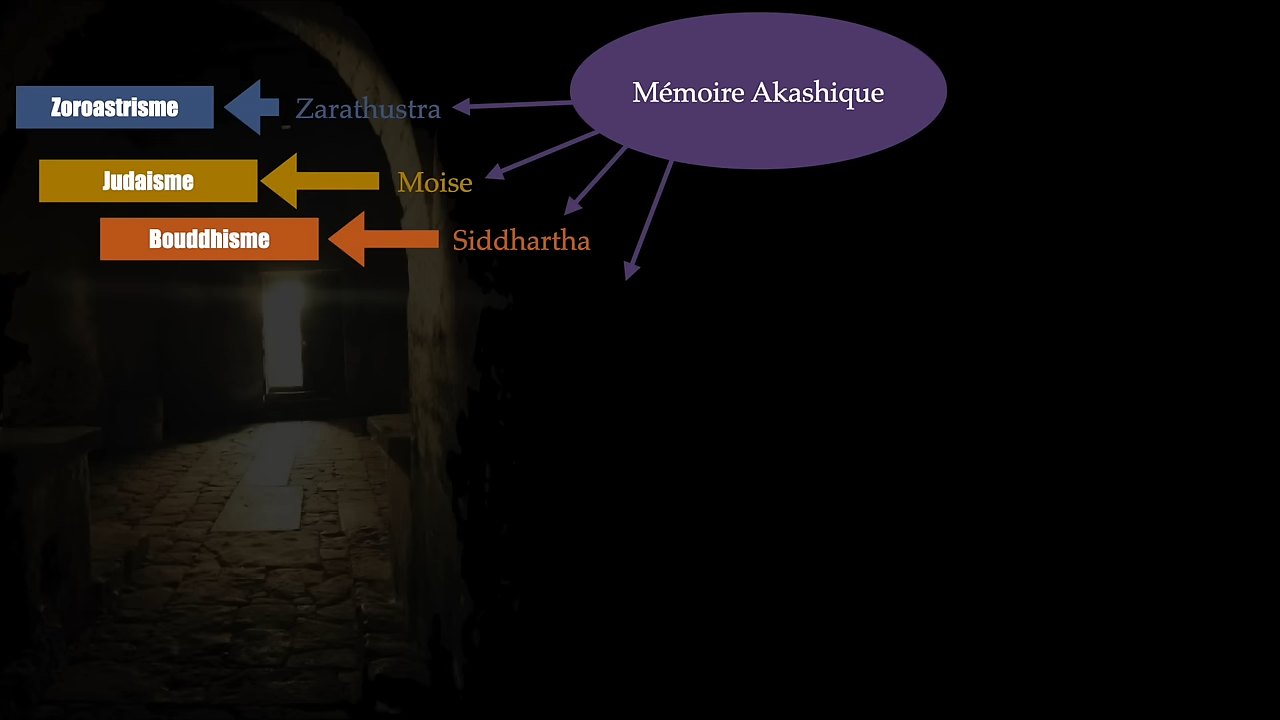 Mémoire Akashique
Zoroastrisme
Zarathustra
Judaisme
Moise
Bouddhisme
Siddhartha